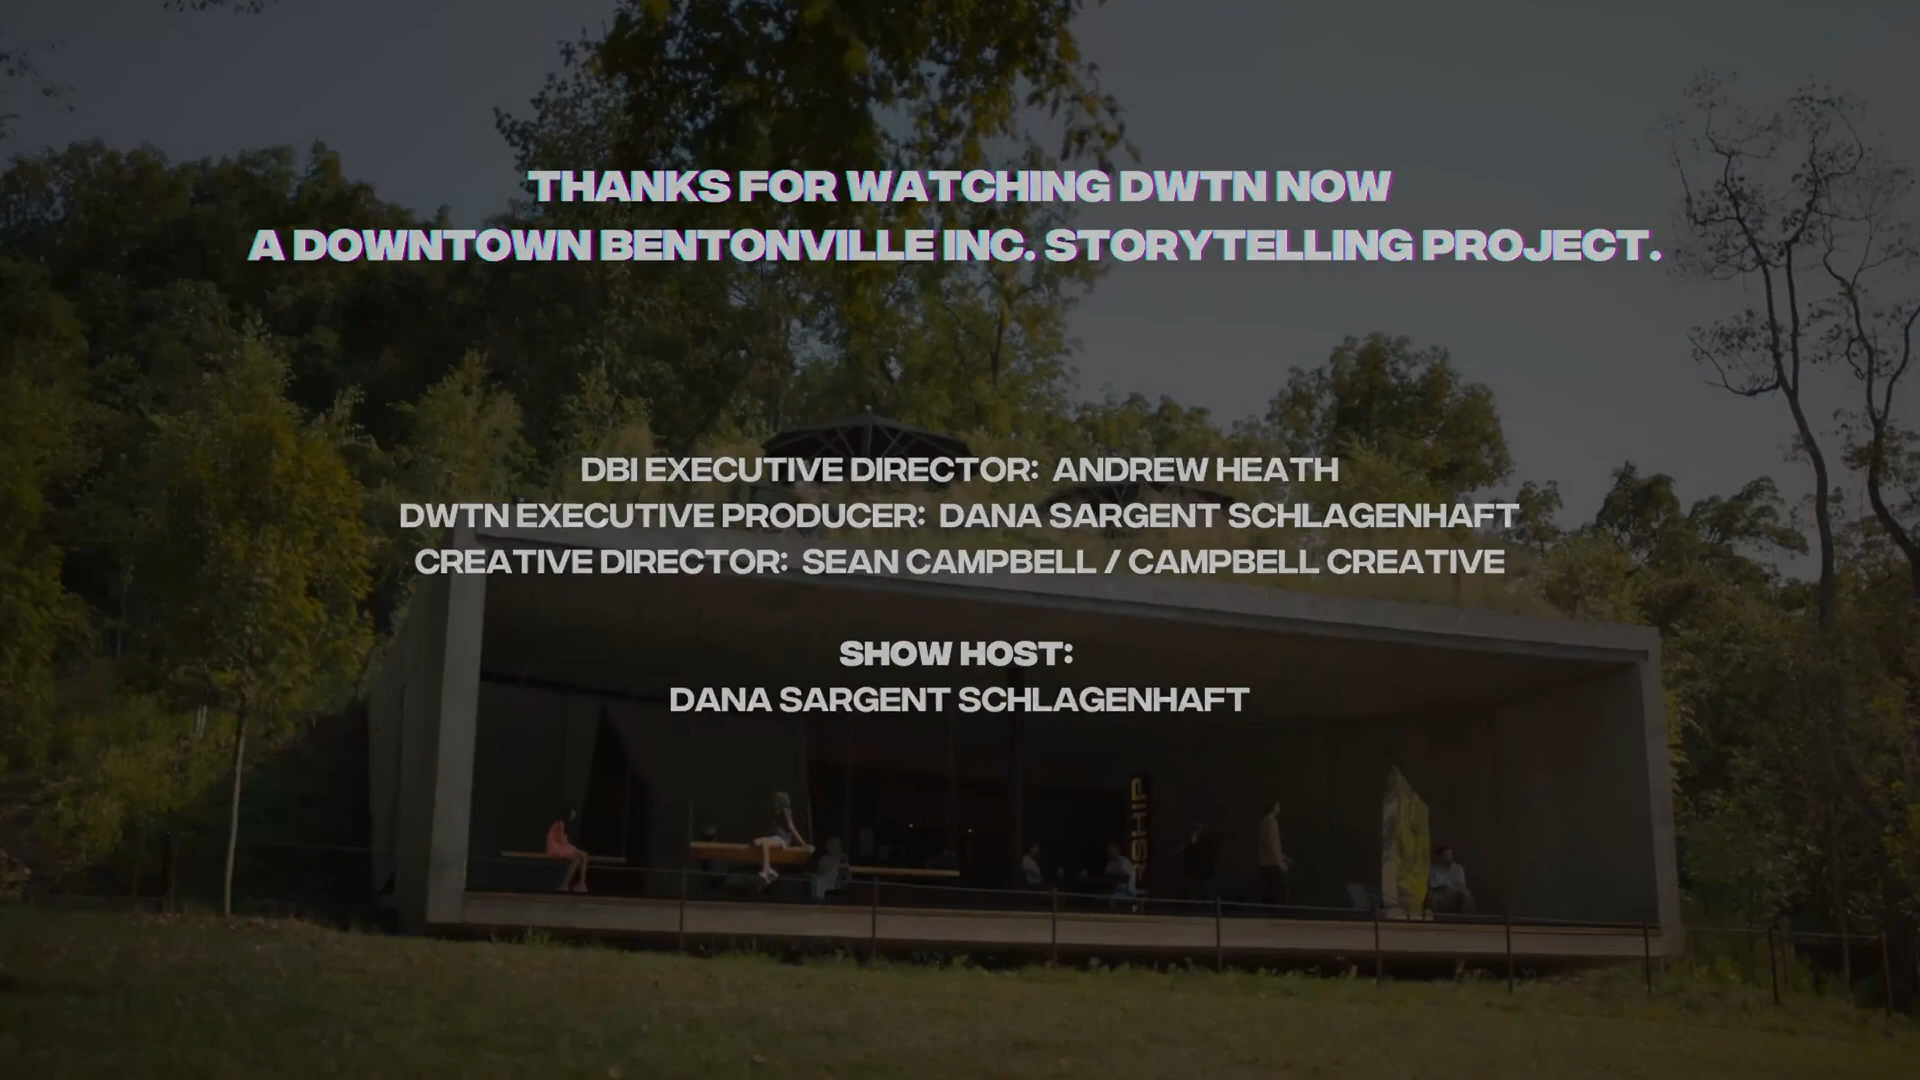 THANKS FOR WATCHING DWTN NOW
A DOWNTOWN BENTONVILLE INC. STORYTELLING PROJECT.
DBI EXECUTIVE DIRECTOR: ANDREW HEATH
DWTN EXECUTIVE PRODUCER: DANA SARGENT SCHLAGENHAFT
CREATIVE DIRECTOR: SEAN CAMPBELL / CAMPBELL CREATIVE
SHOW HOST:
DANA SARGENT SCHLAGENHAFT